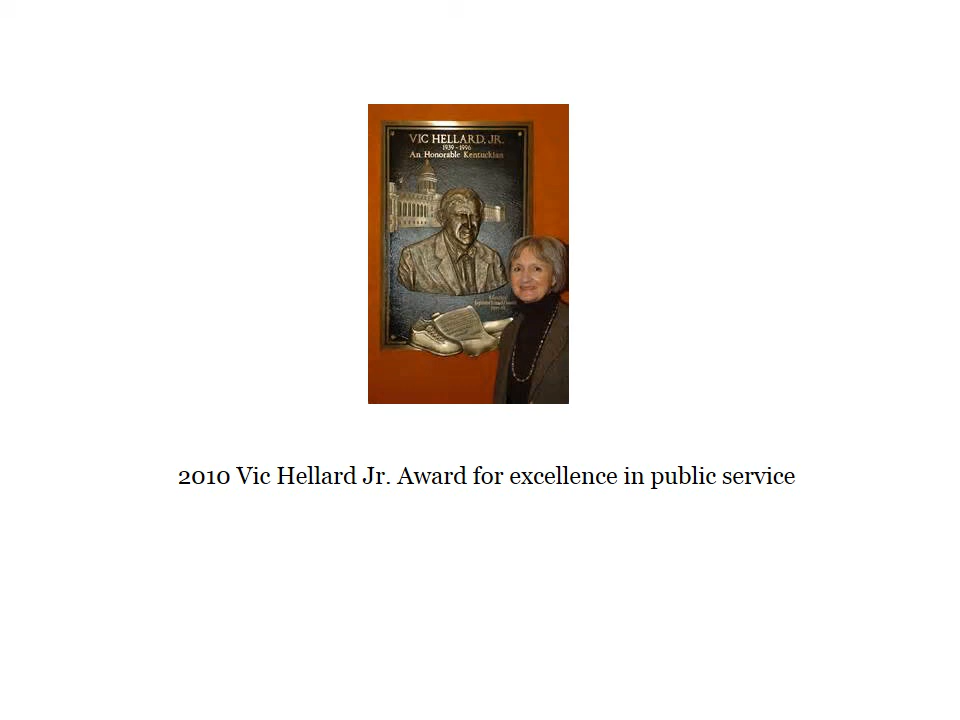 VIC HELLARD, JR.
1939 - 1996
An Honorable Kentuckian
2010 Vic Hellard Jr. Award for excellence in public service